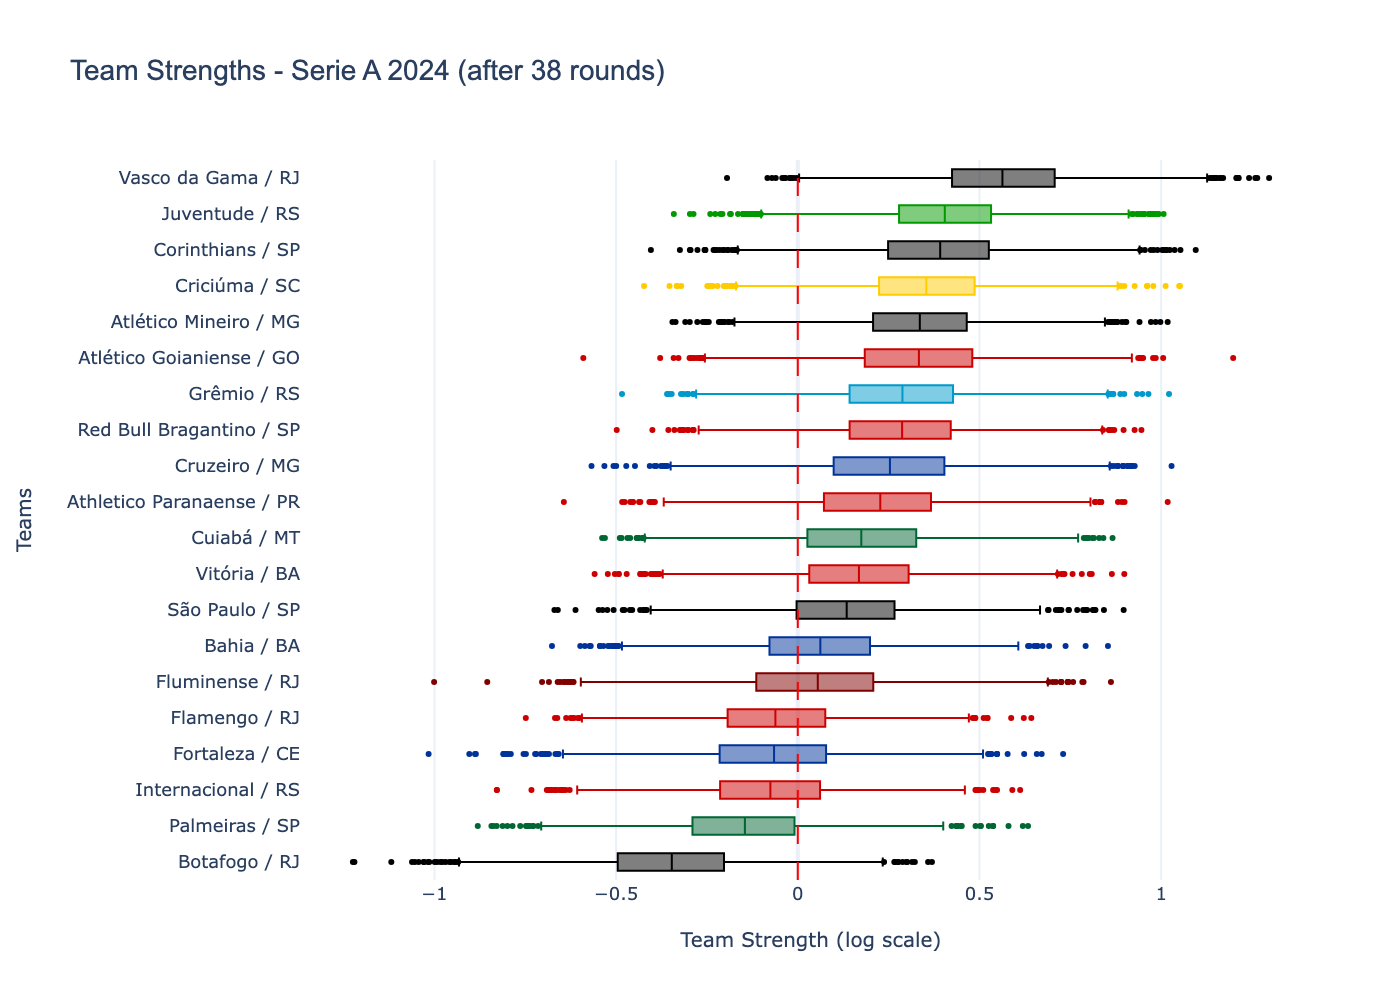 Team Strengths - Serie A 2024 (after 38 rounds)
Teams
Vasco da Gama / RJ
Juventude / RS
Corinthians / SP
Criciúma / SC
Atlético Mineiro / MG
Atlético Goianiense / GO
Grêmio / RS
Red Bull Bragantino / SP
Cruzeiro / MG
Athletico Paranaense / PR
Cuiabá / MT
Vitória / BA
São Paulo / SP
Bahia / BA
Fluminense / RJ
Flamengo / RJ
Fortaleza / CE
Internacional / RS
Palmeiras / SP
Botafogo / RJ
−1 −0.5 0 0.5 1
Team Strength (log scale)